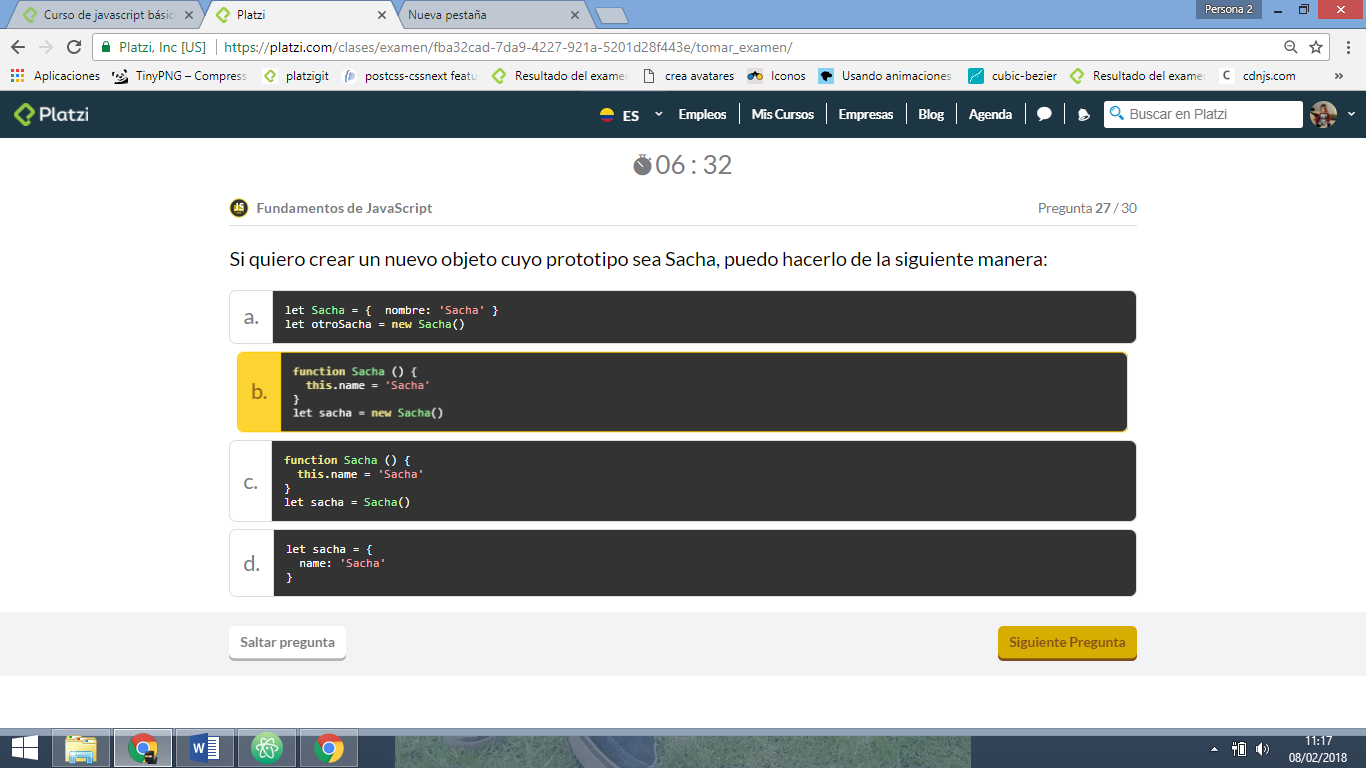 Curso de javascript básic
Platzi
Nueva pestaña
Persona 2
Platzi, Inc [US]
https://platzi.com/clases/examen/fba32cad-7da9-4227-921a-5201d28f443e/tomar_examen/
Aplicaciones
TinyPNG – Compress
platzigit
postcss-cssnext featu
Resultado del exame
crea avatares
Iconos
Usando animaciones
cubic-bezier
Resultado del exame
C cdnjs.com
»
Platzi
ES
Empleos
Mis Cursos
Empresas
Blog
Agenda
Buscar en Platzi
06 : 32
JS Fundamentos de JavaScript
Pregunta 27 / 30
Si quiero crear un nuevo objeto cuyo prototipo sea Sacha, puedo hacerlo de la siguiente manera:
a.
let Sacha = {  nombre: 'Sacha' }
let otroSacha = new Sacha()
b.
function Sacha () {
  this.name = 'Sacha'
}
let sacha = new Sacha()
c.
function Sacha () {
  this.name = 'Sacha'
}
let sacha = Sacha()
d.
let sacha = {
  name: 'Sacha'
}
Saltar pregunta
Siguiente Pregunta
11:17
08/02/2018